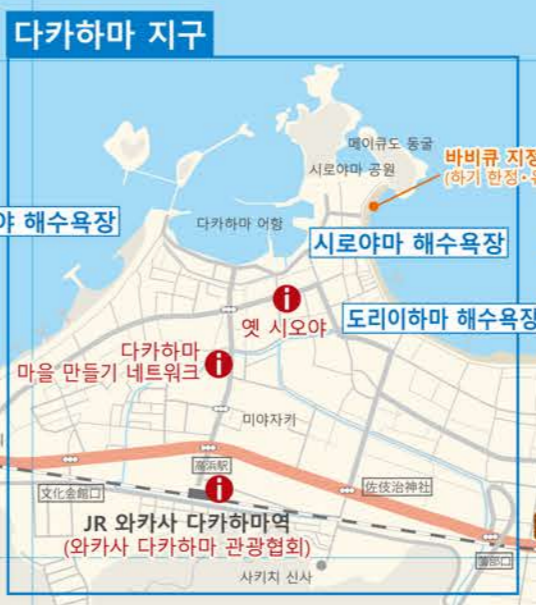 다카하마 지구
메이큐도 동굴
시로야마 공원
바비큐 지정
(하기 한정•유
야 해수욕장
다카하마 어항
시로야마 해수욕장
옛 시오야
도리이하마 해수욕장
다카하마
마을 만들기 네트워크
미야자키
高浜駅
文化会館口
佐伎治神社
JR 와카사 다카하마역
(와카사 다카하마 관광협회)
사키치 신사